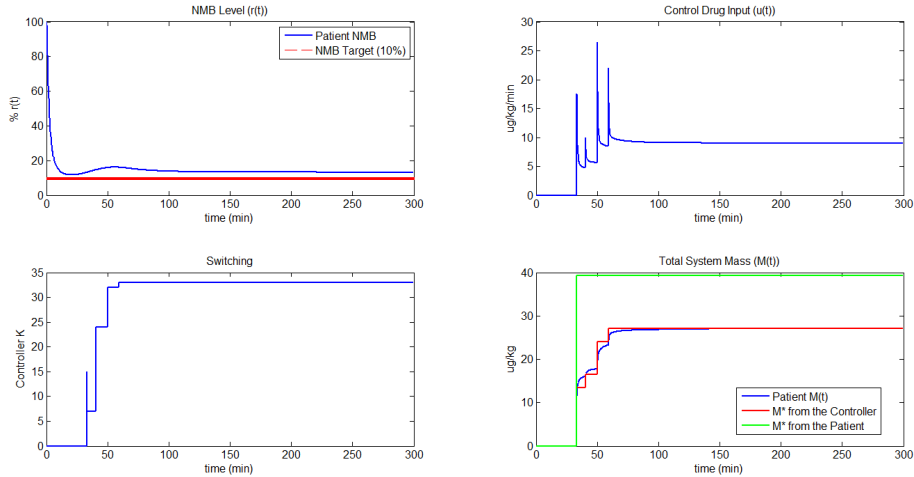 NMB Level (r(t))
100
80
60
40
20
0
% r(t)
0 50 100 150 200 250 300
time (min)
Patient NMB
NMB Target (10%)
Control Drug Input (u(t))
30
25
20
15
10
5
0
ug/kg/min
0 50 100 150 200 250 300
time (min)
Switching
35
30
25
20
15
10
5
0
Controller K
0 50 100 150 200 250 300
time (min)
Total System Mass (M(t))
40
30
20
10
0
ug/kg
0 50 100 150 200 250 300
time (min)
Patient M(t)
M* from the Controller
M* from the Patient